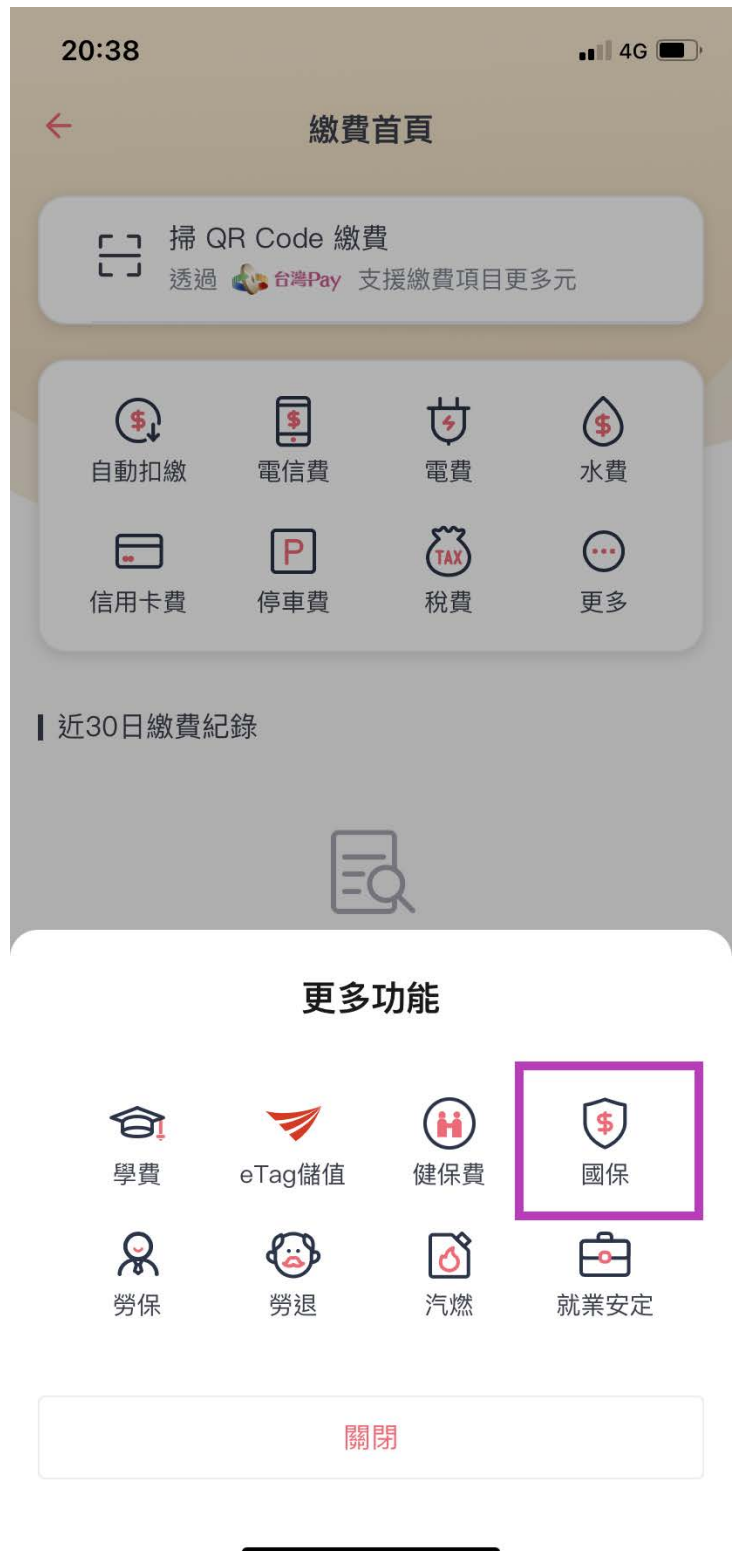 20:38
4G
繳費首頁
掃 QR Code 繳費
透過 台灣Pay 支援繳費項目更多元
自動扣繳 電信費 電費 水費
P TAX
信用卡費 停車費 稅費 更多
近30日繳費紀錄
更多功能
學費 eTag儲值 健保費 國保
勞保 勞退 汽燃 就業安定
關閉